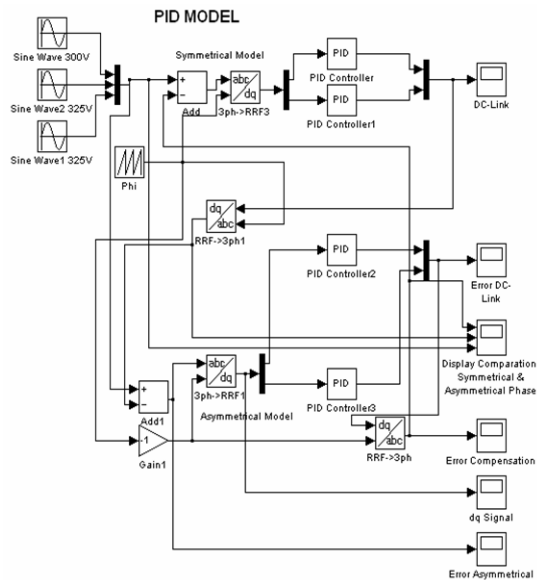 PID MODEL
Sine Wave 300V
Sine Wave2 325V
Sine Wave1 325V
Phi
Symmetrical Model
+
−
Add
abc
dq
3ph->RRF3
PID
PID Controller
PID
PID Controller1
DC-Link
dq
abc
RRF->3ph1
PID
PID Controller2
Error DC-
Link
Display Comparation
Symmetrical &
Asymmetrical Phase
+
−
Add1
abc
dq
3ph->RRF1
Asymmetrical Model
PID
PID Controller3
-1
Gain1
dq
abc
RRF->3ph
Error Compensation
dq Signal
Error Asymmetrical